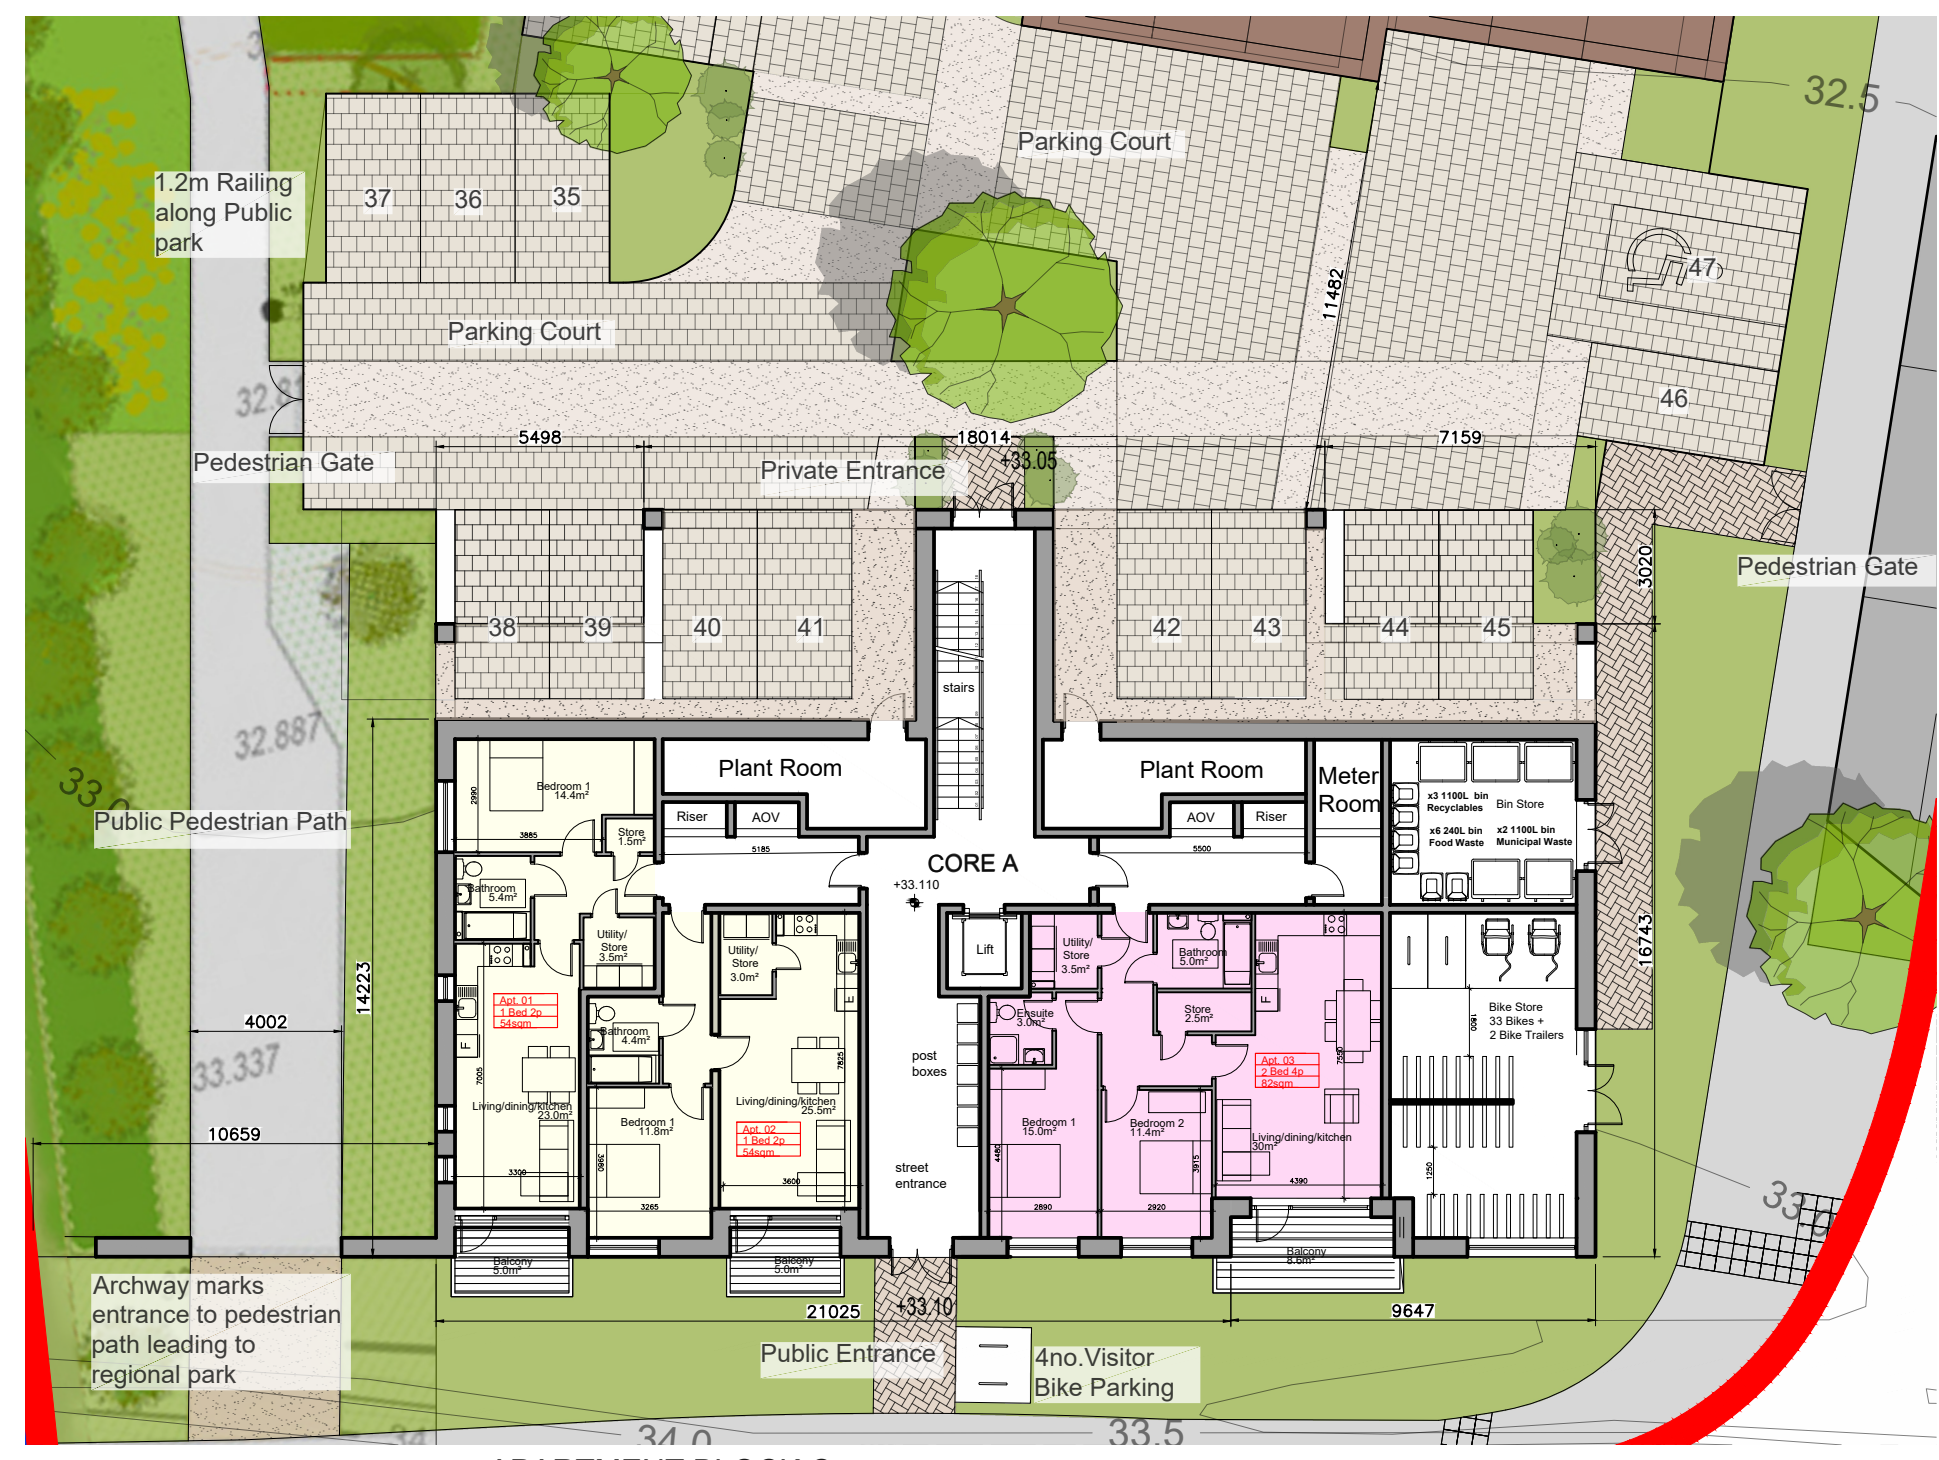 32.5
Parking Court
1.2m Railing
along Public
park
37
36
35
47
11482
Parking Court
46
5498
18014
7159
Pedestrian Gate
Private Entrance
+33.05
Pedestrian Gate
3020
38
39
40
41
42
43
44
45
stairs
32.887
33.0
Public Pedestrian Path
Plant Room
Plant Room
Meter
Room
Bedroom 1
14.4m²
2990
3885
Store
1.5m²
Riser
AOV
AOV
Riser
5185
5500
x3 1100L bin
Recyclables
Bin Store
x6 240L bin
Food Waste
x2 1100L bin
Municipal Waste
CORE A
+33.110
Bathroom
5.4m²
Utility/
Store
3.5m²
Utility/
Store
3.0m²
Lift
Utility/
Store
3.5m²
Bathroom
5.0m²
16743
14223
4002
33.337
Apt. 01
1 Bed 2p
54sqm
F
7005
Bathroom
4.4m²
F
7825
Ensuite
3.0m²
Store
2.5m²
F
7550
Bike Store
33 Bikes +
2 Bike Trailers
1800
post
boxes
Apt. 03
2 Bed 4p
82sqm
Living/dining/kitchen
23.0m²
Bedroom 1
11.8m²
Living/dining/kitchen
25.5m²
Apt. 02
1 Bed 2p
54sqm
Bedroom 1
15.0m²
Bedroom 2
11.4m²
Living/dining/kitchen
30m²
10659
3980
4480
3915
1250
street
entrance
3300
3265
3600
2890
2920
4390
33.0
Balcony
5.0m²
Balcony
5.0m²
Balcony
8.6m²
Archway marks
entrance to pedestrian
path leading to
regional park
21025
+33.10
9647
Public Entrance
4no.Visitor
Bike Parking
34.0
33.5